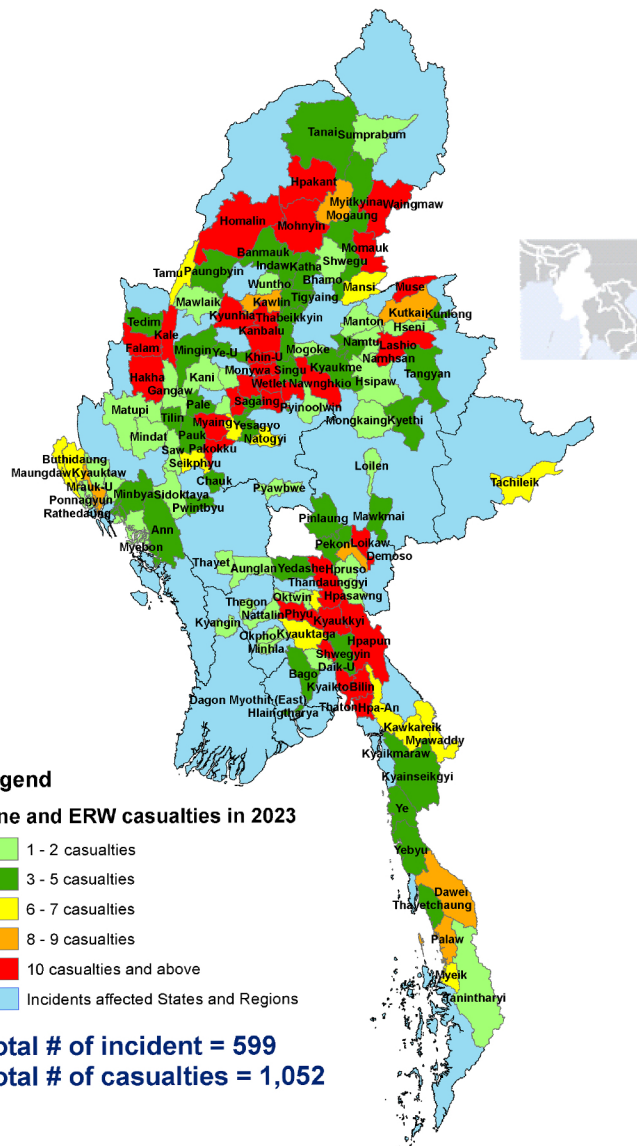 Tanai
Sumprabum
Hpakant
Myitkyina
Waingmaw
Mogaung
Homalin
Mohnyin
Momauk
Banmauk
Shwegu
Indaw
Katha
Tamu
Paungbyin
Bhamo
Mansi
Muse
Wuntho
Tigyaing
Mawlaik
Kawlin
Kutkai
Kunlong
Kyunhla
Thabeikkyin
Manton
Hseni
Tedim
Kale
Kanbalu
Namtu
Lashio
Falam
Mingin
Ye-U
Khin-U
Mogoke
Kyaukme
Namhsan
Hakha
Kani
Monywa
Singu
Tangyan
Gangaw
Wetlet
Nawnghkio
Hsipaw
Matupi
Pale
Sagaing
Pyinoolwin
Tilin
Myaing
Yesagyo
Mongkaing
Kyethi
Mindat
Pauk
Natogyi
Saw
Pakokku
Buthidaung
Seikphyu
Loilen
Maungdaw
Kyauktaw
Chauk
Tachileik
Mrauk-U
Minbya
Sidoktaya
Pyawbwe
Ponnagyun
Pwintbyu
Rathedaung
Pinlaung
Mawkmai
Ann
Myebon
Pekon
Loikaw
Demoso
Thayet
Aunglan
Yedashe
Hpruso
Thandaunggyi
Oktwin
Hpasawng
Thegon
Nattalin
Phyu
Kyangin
Kyaukkyi
Okpho
Kyauktaga
Hpapun
Minhla
Shwegyin
Daik-U
Bago
Kyaikto
Bilin
Dagon Myothit (East)
Thaton
Hpa-An
Hlaingtharya
Kawkareik
Myawaddy
Kyaikmaraw
Kyainseikgyi
Ye
Yebyu
Dawei
Thayetchaung
Palaw
Myeik
Tanintharyi
gend
ne and ERW casualties in 2023
1 - 2 casualties
3 - 5 casualties
6 - 7 casualties
8 - 9 casualties
10 casualties and above
Incidents affected States and Regions
otal # of incident = 599
otal # of casualties = 1,052